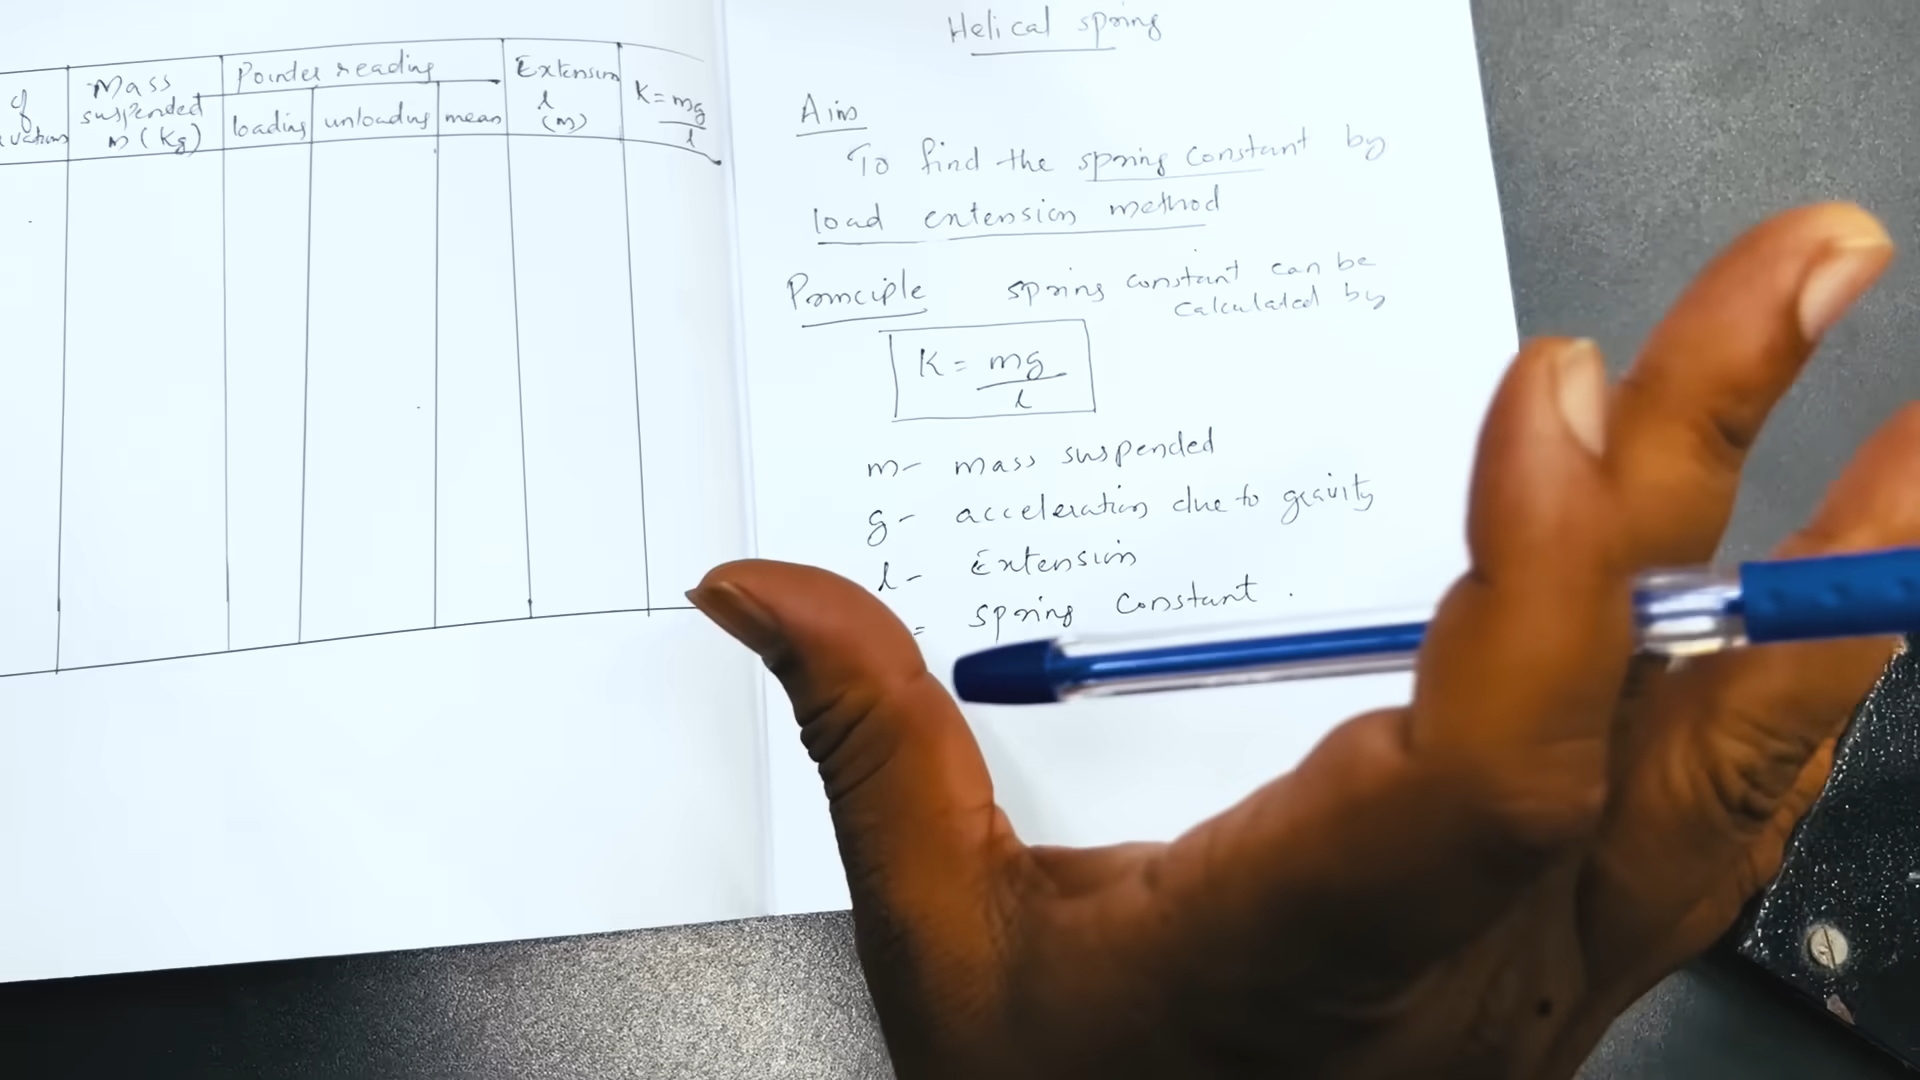 of
Mass
suspended
m (Kg)
Pointer reading
loading
unloading
mean
Extension
l
(m)
K = mg
l
Helical spring
Aim
To find the spring constant by
load extension method
Principle spring constant can be
calculated by
K = mg
l
m- mass suspended
g- acceleration due to gravity
l- Extension
= spring constant.